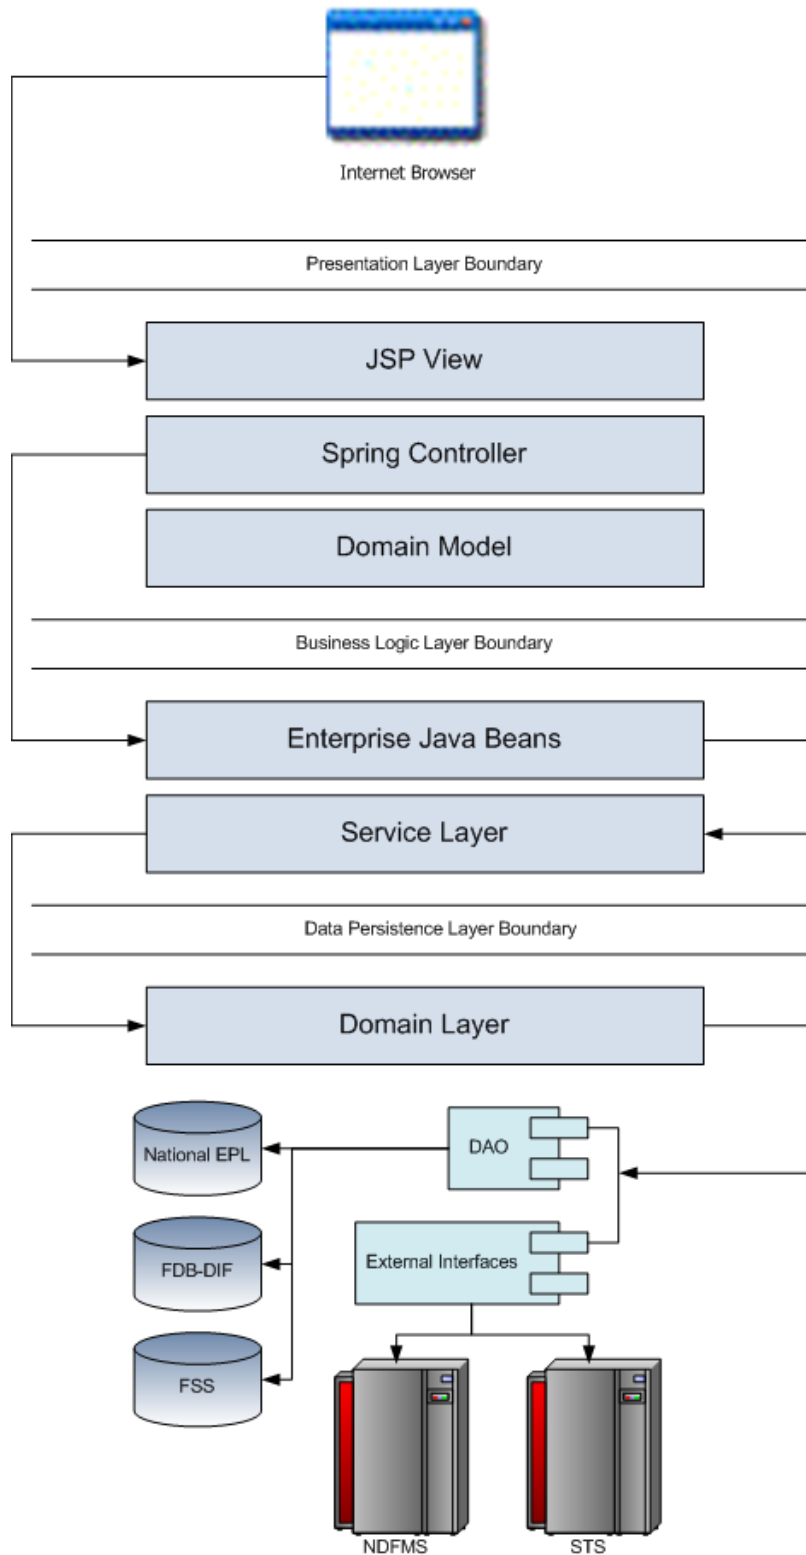 Internet Browser
Presentation Layer Boundary
JSP View
Spring Controller
Domain Model
Business Logic Layer Boundary
Enterprise Java Beans
Service Layer
Data Persistence Layer Boundary
Domain Layer
National EPL
DAO
FDB-DIF
External Interfaces
FSS
NDFMS
STS